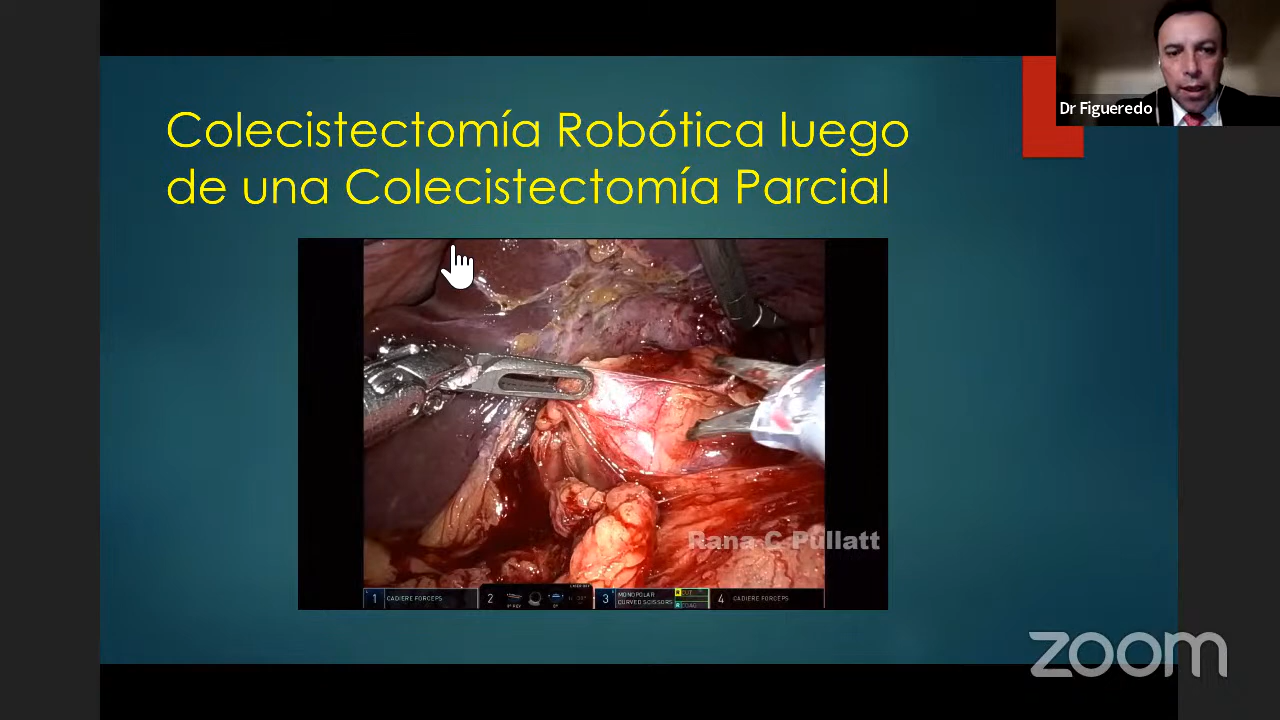 Colecistectomía Robótica luego
de una Colecistectomía Parcial
Dr Figueredo
Rana C Pullatt
1 CADIERE FORCEPS
2
3 MONOPOLAR
CURVED SCISSORS
4 CADIERE FORCEPS
zoom